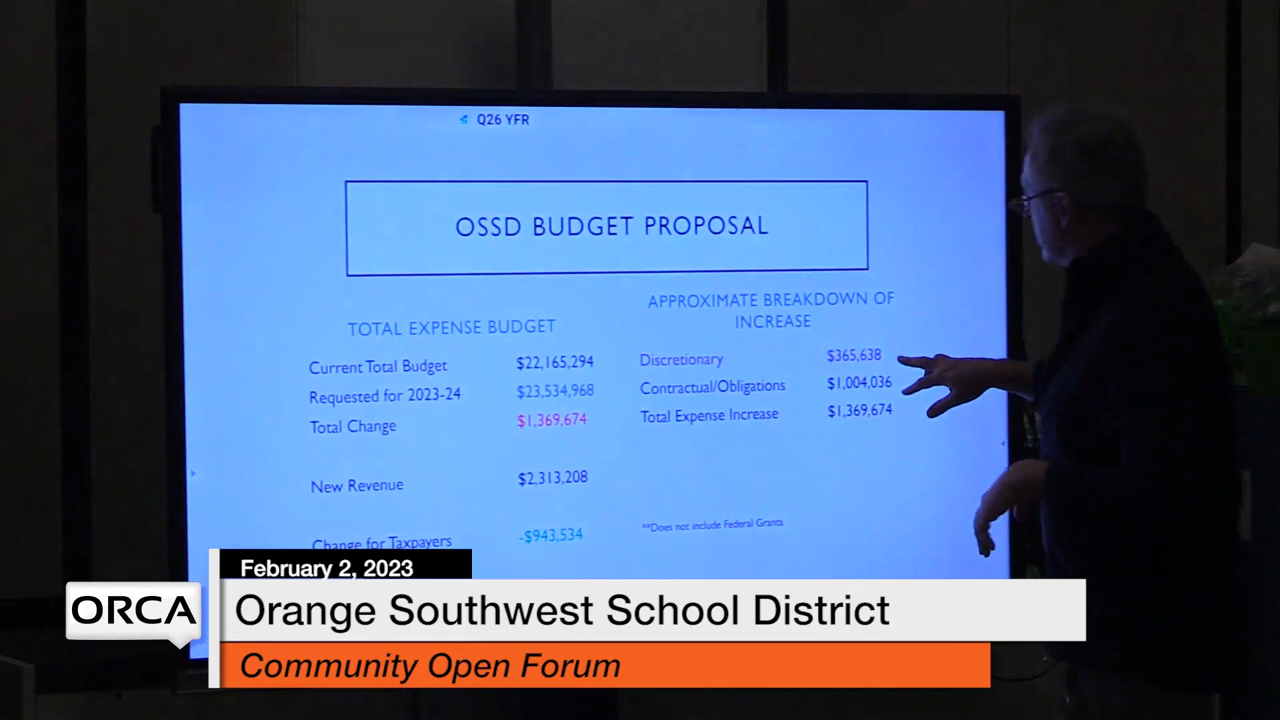 Q26 YFR
OSSD BUDGET PROPOSAL
TOTAL EXPENSE BUDGET
Current Total Budget $22,165,294
Requested for 2023-24 $23,534,968
Total Change $1,369,674
New Revenue $2,313,208
Change for Taxpayers -$943,534
APPROXIMATE BREAKDOWN OF
INCREASE
Discretionary $365,638
Contractual/Obligations $1,004,036
Total Expense Increase $1,369,674
**Does not include Federal Grants
February 2, 2023
ORCA
Orange Southwest School District
Community Open Forum